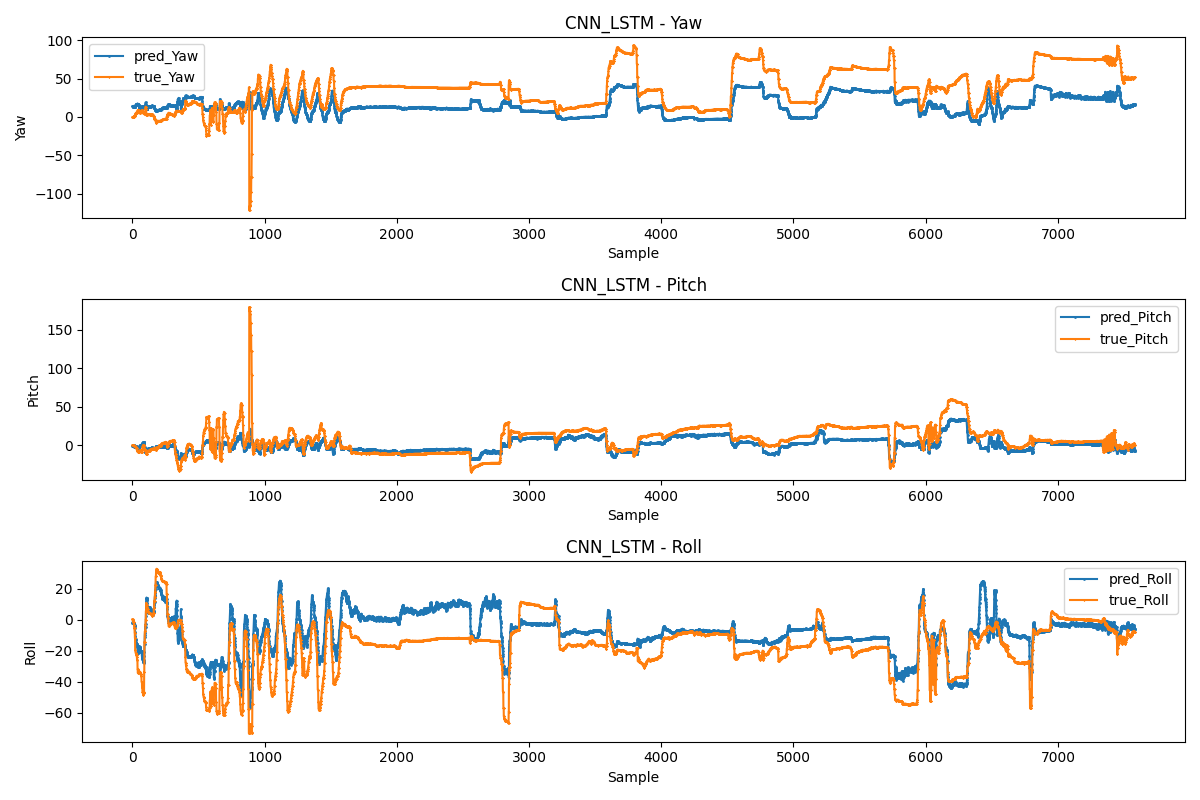 CNN_LSTM - Yaw
100
50
0
−50
−100
Yaw
pred_Yaw
true_Yaw
0 1000 2000 3000 4000 5000 6000 7000
Sample
CNN_LSTM - Pitch
150
100
50
0
Pitch
pred_Pitch
true_Pitch
0 1000 2000 3000 4000 5000 6000 7000
Sample
CNN_LSTM - Roll
20
0
−20
−40
−60
Roll
pred_Roll
true_Roll
0 1000 2000 3000 4000 5000 6000 7000
Sample